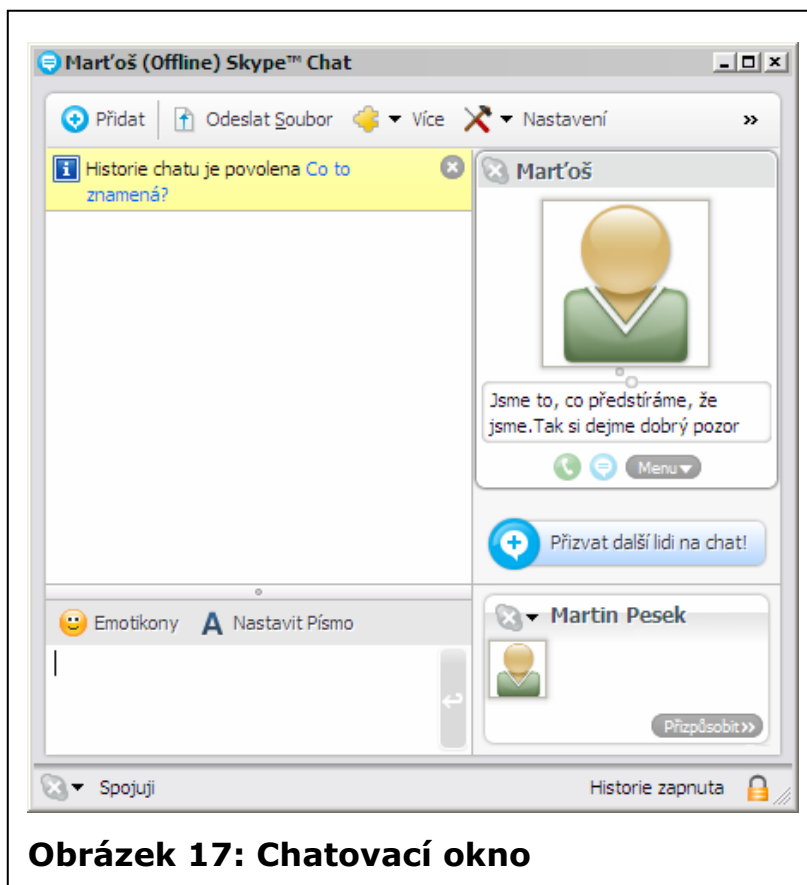 Marťoš (Offline) Skype™ Chat
Přidat Odeslat Soubor Více Nastavení »
Historie chatu je povolena Co to
znamená?
Marťoš
Jsme to, co předstíráme, že
jsme.Tak si dejme dobrý pozor
Menu
Přizvat další lidi na chat!
Emotikony A Nastavit Písmo
Martin Pesek
Přizpůsobit>>
Spojuji
Historie zapnuta
Obrázek 17: Chatovací okno